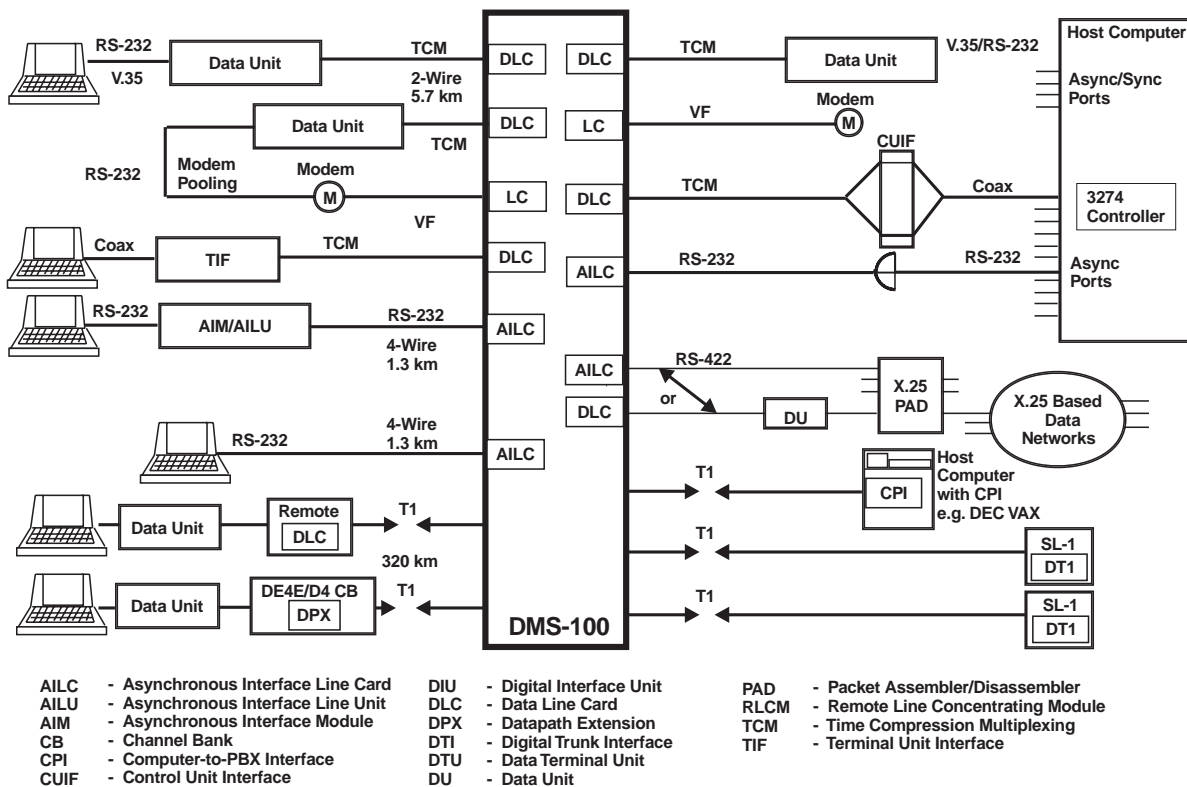 RS-232
V.35
Data Unit
TCM
2-Wire
5.7 km
DLC
DLC
TCM
Data Unit
V.35/RS-232
Host Computer
Async/Sync
Ports
Data Unit
TCM
DLC
LC
VF
Modem
M
RS-232
Modem
Pooling
Modem
M
VF
LC
DLC
TCM
CUIF
Coax
3274
Controller
Coax
TIF
TCM
DLC
AILC
RS-232
RS-232
Async
Ports
RS-232
AIM/AILU
RS-232
4-Wire
1.3 km
AILC
AILC
RS-422
or
DLC
DU
X.25
PAD
X.25 Based
Data
Networks
RS-232
4-Wire
1.3 km
AILC
T1
CPI
Host
Computer
with CPI
e.g. DEC VAX
Data Unit
Remote
DLC
T1
320 km
T1
SL-1
DT1
Data Unit
DE4E/D4 CB
DPX
T1
T1
SL-1
DT1
DMS-100
AILC - Asynchronous Interface Line Card
AILU - Asynchronous Interface Line Unit
AIM - Asynchronous Interface Module
CB - Channel Bank
CPI - Computer-to-PBX Interface
CUIF - Control Unit Interface
DIU - Digital Interface Unit
DLC - Data Line Card
DPX - Datapath Extension
DTI - Digital Trunk Interface
DTU - Data Terminal Unit
DU - Data Unit
PAD - Packet Assembler/Disassembler
RLCM - Remote Line Concentrating Module
TCM - Time Compression Multiplexing
TIF - Terminal Unit Interface